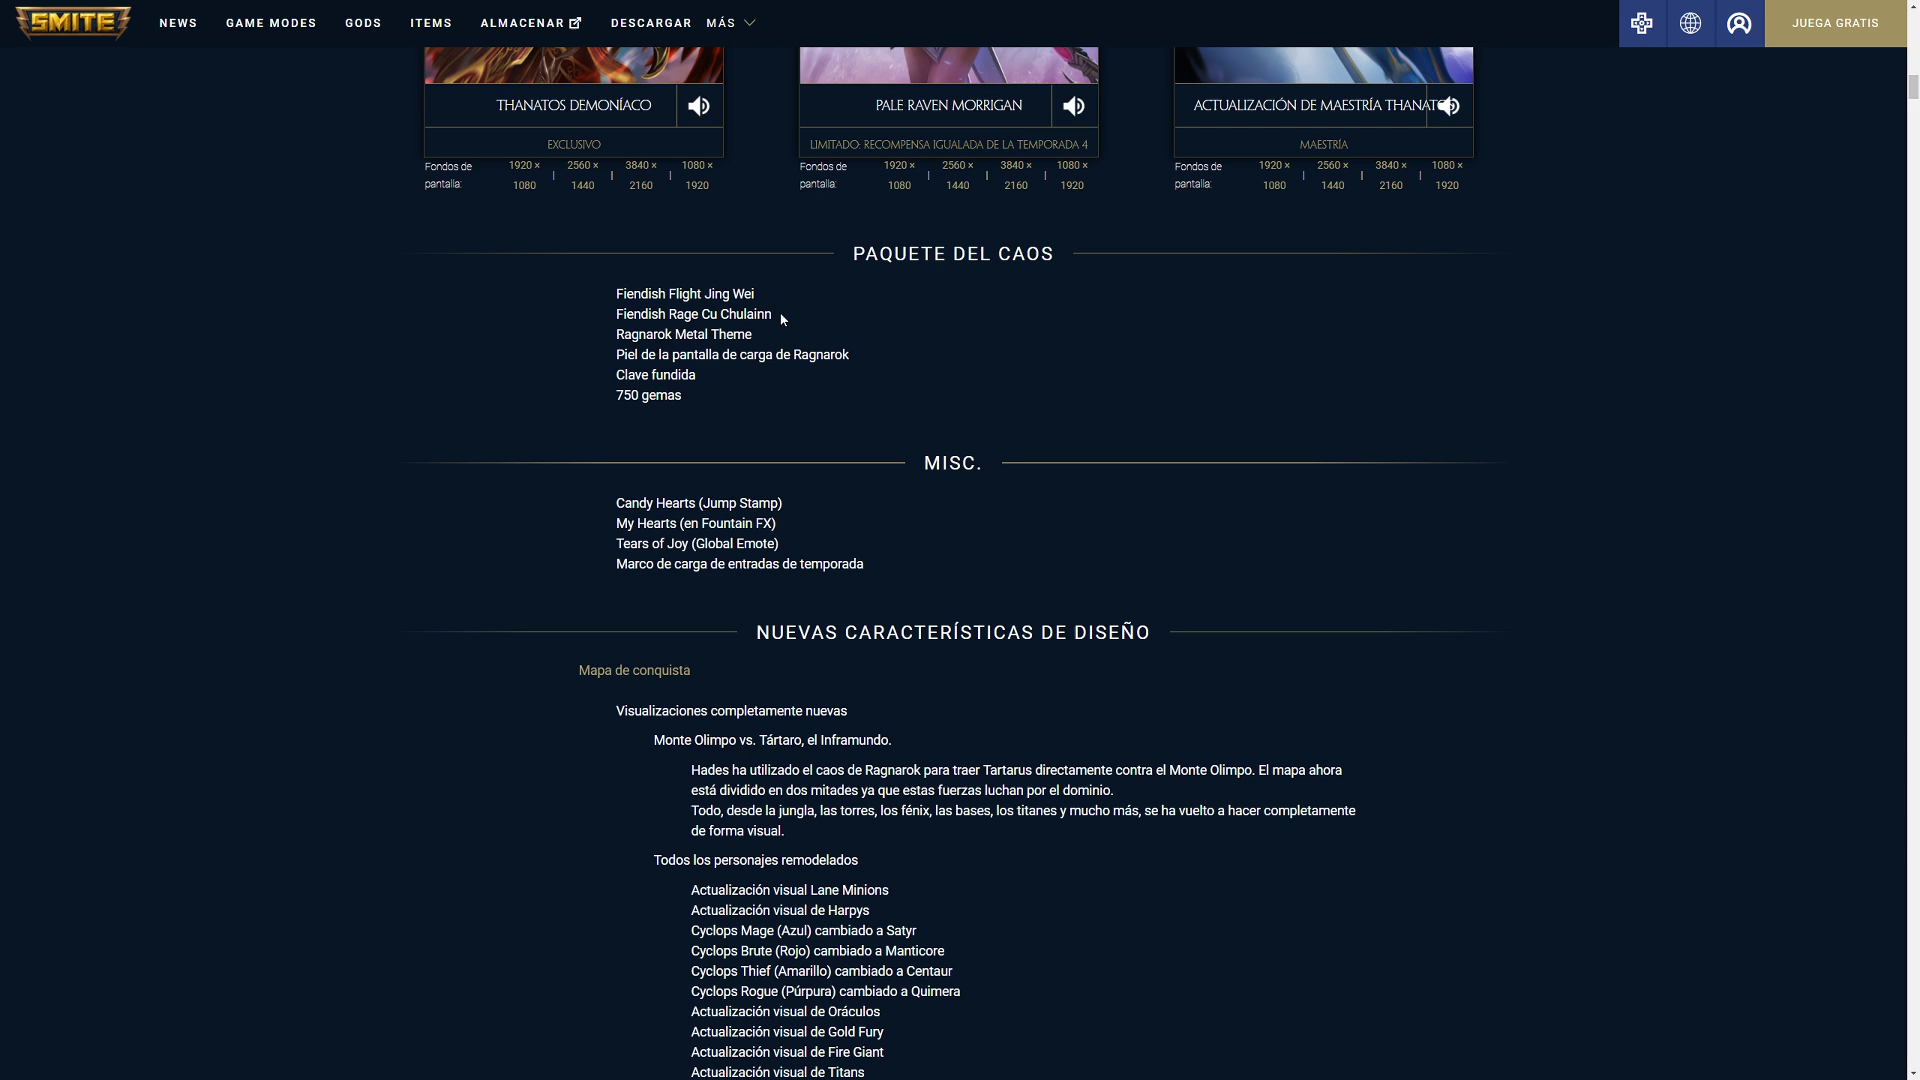 SMITE NEWS GAME MODES GODS ITEMS ALMACENAR DESCARGAR MÁS JUEGA GRATIS
THANATOS DEMONÍACO
EXCLUSIVO
Fondos de pantalla: 1920 × 1080 | 2560 × 1440 | 3840 × 2160 | 1080 × 1920
PALE RAVEN MORRIGAN
LIMITADO: RECOMPENSA IGUALADA DE LA TEMPORADA 4
Fondos de pantalla: 1920 × 1080 | 2560 × 1440 | 3840 × 2160 | 1080 × 1920
ACTUALIZACIÓN DE MAESTRÍA THANATOS
MAESTRÍA
Fondos de pantalla: 1920 × 1080 | 2560 × 1440 | 3840 × 2160 | 1080 × 1920
PAQUETE DEL CAOS
Fiendish Flight Jing Wei
Fiendish Rage Cu Chulainn
Ragnarok Metal Theme
Piel de la pantalla de carga de Ragnarok
Clave fundida
750 gemas
MISC.
Candy Hearts (Jump Stamp)
My Hearts (en Fountain FX)
Tears of Joy (Global Emote)
Marco de carga de entradas de temporada
NUEVAS CARACTERÍSTICAS DE DISEÑO
Mapa de conquista
Visualizaciones completamente nuevas
Monte Olimpo vs. Tártaro, el Inframundo.
Hades ha utilizado el caos de Ragnarok para traer Tartarus directamente contra el Monte Olimpo. El mapa ahora
está dividido en dos mitades ya que estas fuerzas luchan por el dominio.
Todo, desde la jungla, las torres, los fénix, las bases, los titanes y mucho más, se ha vuelto a hacer completamente
de forma visual.
Todos los personajes remodelados
Actualización visual Lane Minions
Actualización visual de Harpys
Cyclops Mage (Azul) cambiado a Satyr
Cyclops Brute (Rojo) cambiado a Manticore
Cyclops Thief (Amarillo) cambiado a Centaur
Cyclops Rogue (Púrpura) cambiado a Quimera
Actualización visual de Oráculos
Actualización visual de Gold Fury
Actualización visual de Fire Giant
Actualización visual de Titans